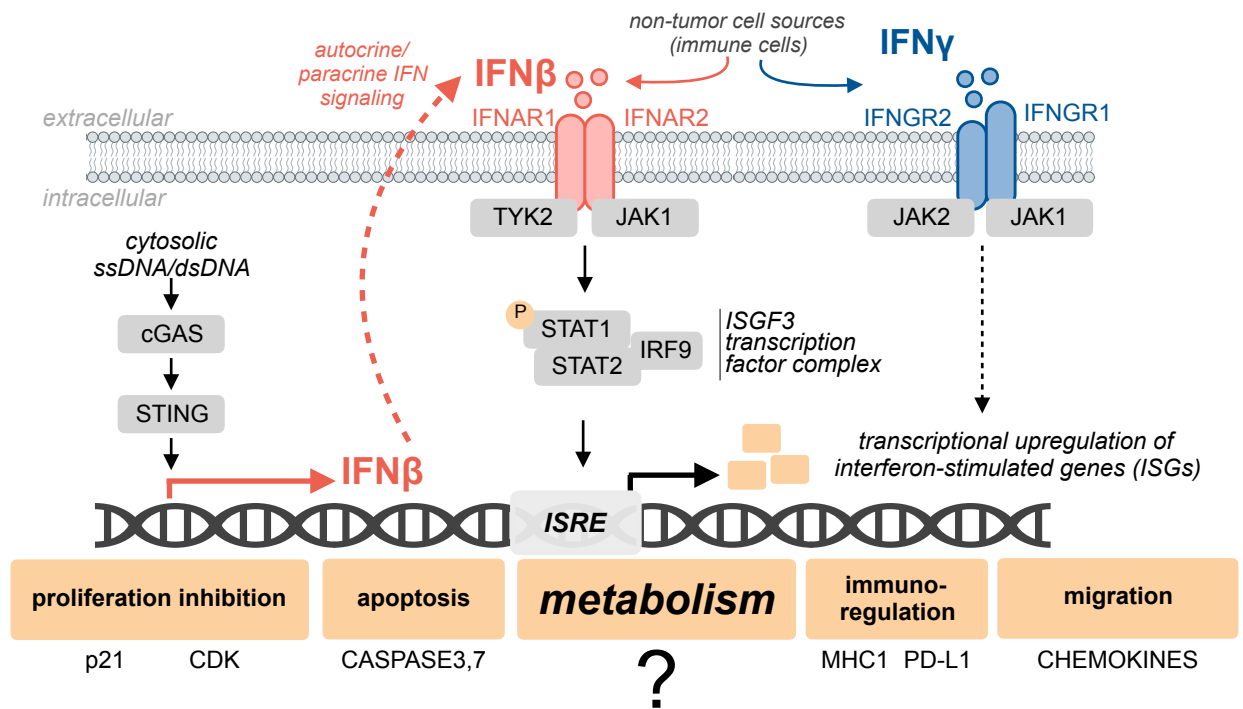 non-tumor cell sources
(immune cells)
autocrine/
paracrine IFN
signaling
IFNβ
IFNγ
IFNAR1
IFNAR2
IFNGR2
IFNGR1
extracellular
intracellular
TYK2
JAK1
JAK2
JAK1
cytosolic
ssDNA/dsDNA
cGAS
STING
P
STAT1
STAT2
IRF9
ISGF3
transcription
factor complex
IFNβ
transcriptional upregulation of
interferon-stimulated genes (ISGs)
ISRE
proliferation inhibition
apoptosis
metabolism
immuno-
regulation
migration
p21
CDK
CASPASE3,7
?
MHC1
PD-L1
CHEMOKINES